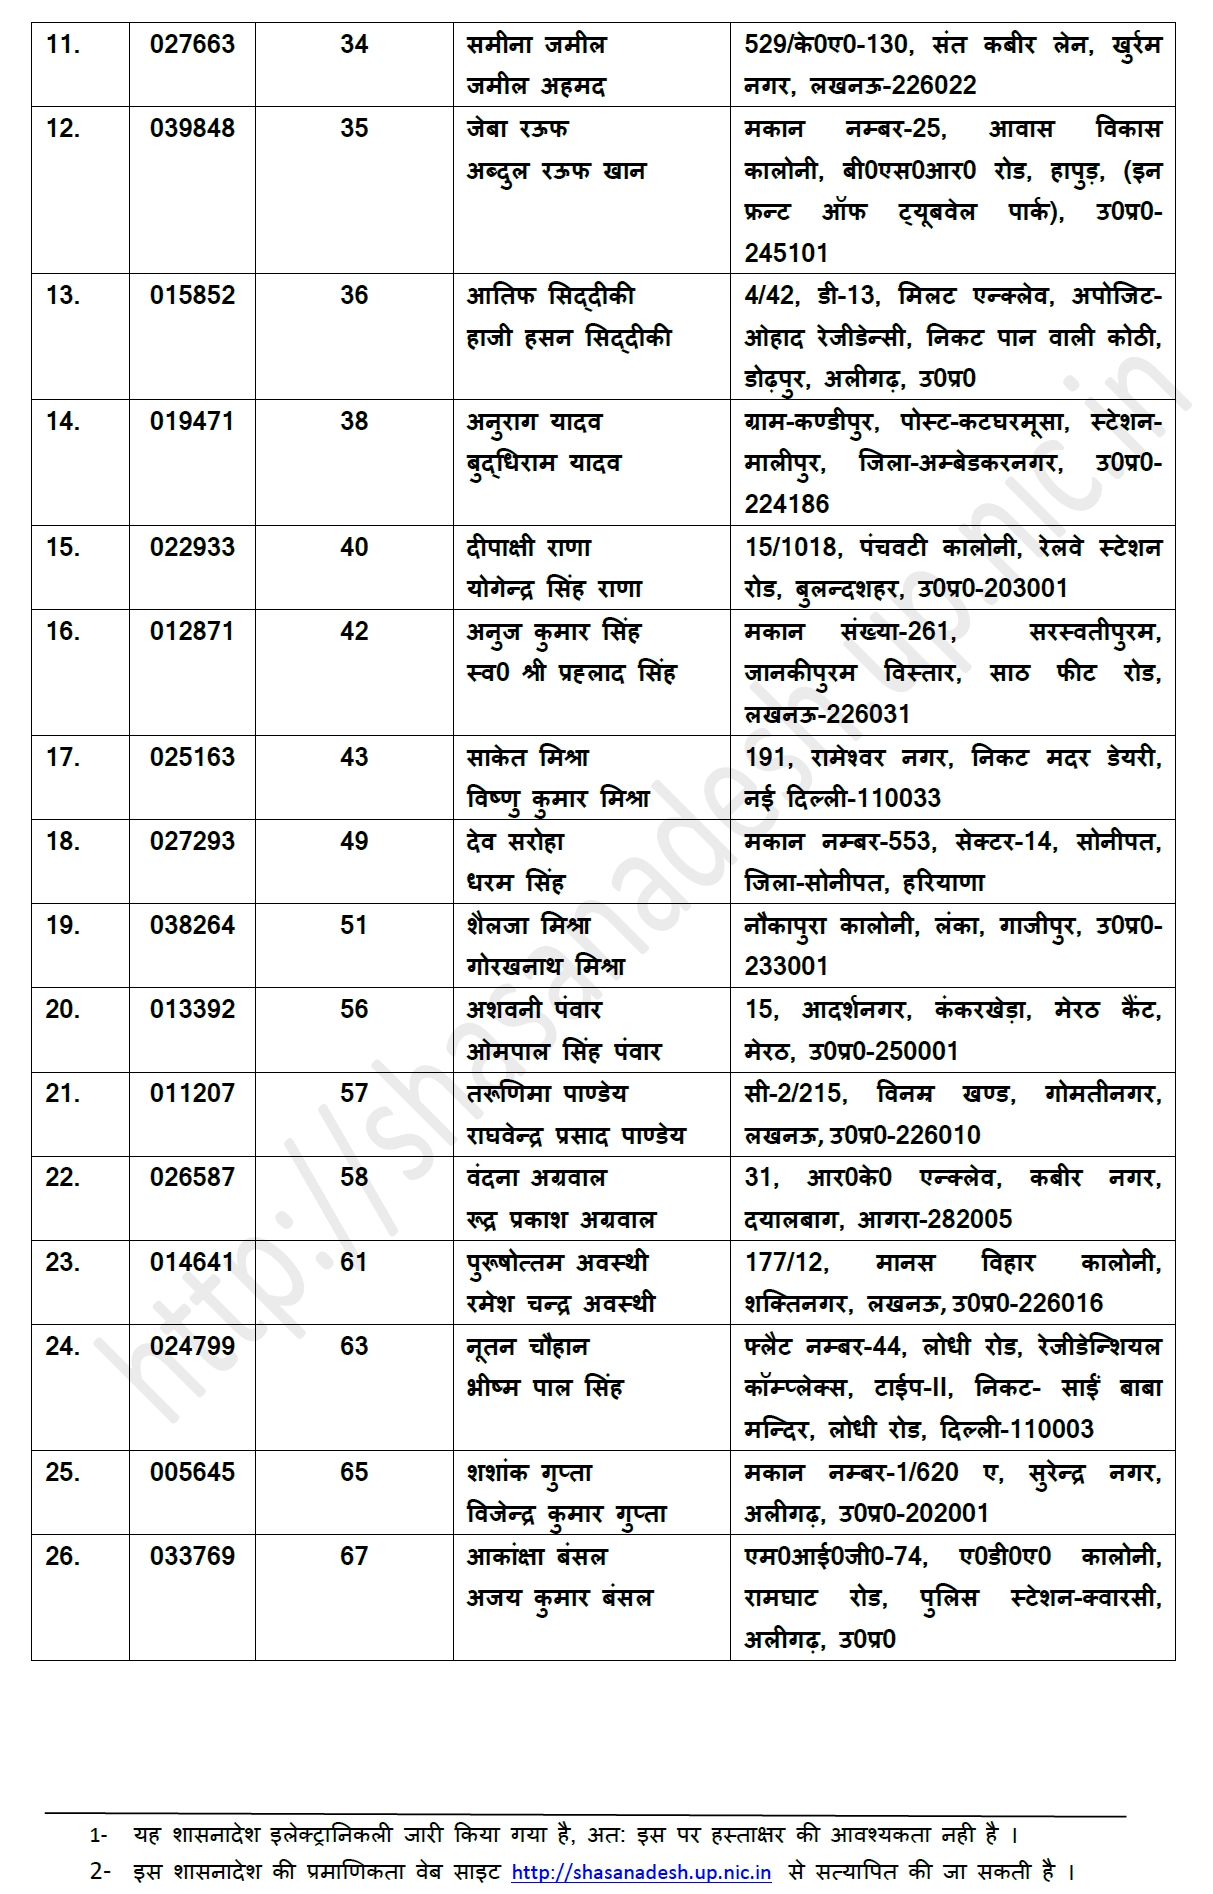 11. 027663 34 समीना जमील 529/के0ए0-130, संत कबीर लेन, खुर्रम
जमील अहमद नगर, लखनऊ-226022
12. 039848 35 जेबा रऊफ मकान नम्बर-25, आवास विकास
अब्दुल रऊफ खान कालोनी, बी0एस0आर0 रोड, हापुड़, (इन
फ्रन्ट ऑफ ट्यूबवेल पार्क), उ0प्र0-
245101
13. 015852 36 आतिफ सिद्दीकी 4/42, डी-13, मिलट एन्क्लेव, अपोजिट-
हाजी हसन सिद्दीकी ओहाद रेजीडेन्सी, निकट पान वाली कोठी,
डोढ़पुर, अलीगढ़, उ0प्र0
14. 019471 38 अनुराग यादव ग्राम-कण्डीपुर, पोस्ट-कटघरमूसा, स्टेशन-
बुद्धिराम यादव मालीपुर, जिला-अम्बेडकरनगर, उ0प्र0-
224186
15. 022933 40 दीपाक्षी राणा 15/1018, पंचवटी कालोनी, रेलवे स्टेशन
योगेन्द्र सिंह राणा रोड, बुलन्दशहर, उ0प्र0-203001
16. 012871 42 अनुज कुमार सिंह मकान संख्या-261, सरस्वतीपुरम,
स्व0 श्री प्रह्लाद सिंह जानकीपुरम विस्तार, साठ फीट रोड,
लखनऊ-226031
17. 025163 43 साकेत मिश्रा 191, रामेश्वर नगर, निकट मदर डेयरी,
विष्णु कुमार मिश्रा नई दिल्ली-110033
18. 027293 49 देव सरोहा मकान नम्बर-553, सेक्टर-14, सोनीपत,
धरम सिंह जिला-सोनीपत, हरियाणा
19. 038264 51 शैलजा मिश्रा नौकापुरा कालोनी, लंका, गाजीपुर, उ0प्र0-
गोरखनाथ मिश्रा 233001
20. 013392 56 अशवनी पंवार 15, आदर्शनगर, कंकरखेड़ा, मेरठ कैंट,
ओमपाल सिंह पंवार मेरठ, उ0प्र0-250001
21. 011207 57 तरूणिमा पाण्डेय सी-2/215, विनम्र खण्ड, गोमतीनगर,
राघवेन्द्र प्रसाद पाण्डेय लखनऊ, उ0प्र0-226010
22. 026587 58 वंदना अग्रवाल 31, आर0के0 एन्क्लेव, कबीर नगर,
रूद्र प्रकाश अग्रवाल दयालबाग, आगरा-282005
23. 014641 61 पुरूषोत्तम अवस्थी 177/12, मानस विहार कालोनी,
रमेश चन्द्र अवस्थी शक्तिनगर, लखनऊ, उ0प्र0-226016
24. 024799 63 नूतन चौहान फ्लैट नम्बर-44, लोधी रोड, रेजीडेन्शियल
भीष्म पाल सिंह कॉम्प्लेक्स, टाईप-II, निकट- साईं बाबा
मन्दिर, लोधी रोड, दिल्ली-110003
25. 005645 65 शशांक गुप्ता मकान नम्बर-1/620 ए, सुरेन्द्र नगर,
विजेन्द्र कुमार गुप्ता अलीगढ़, उ0प्र0-202001
26. 033769 67 आकांक्षा बंसल एम0आई0जी0-74, ए0डी0ए0 कालोनी,
अजय कुमार बंसल रामघाट रोड, पुलिस स्टेशन-क्वारसी,
अलीगढ़, उ0प्र0
http://shasanadesh.up.nic.in
1- यह शासनादेश इलेक्ट्रानिकली जारी किया गया है, अत: इस पर हस्ताक्षर की आवश्यकता नही है ।
2- इस शासनादेश की प्रमाणिकता वेब साइट http://shasanadesh.up.nic.in से सत्यापित की जा सकती है ।